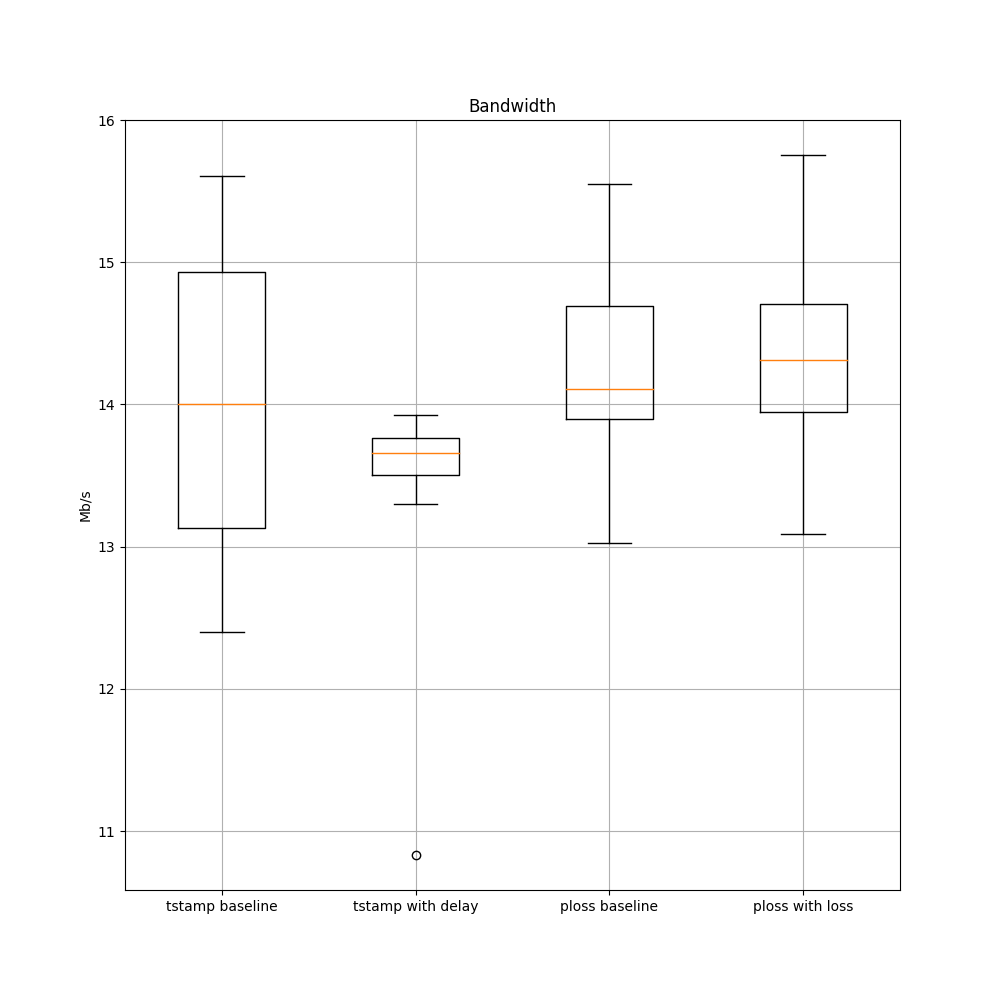 Bandwidth
16
15
14
13
12
11
Mb/s
tstamp baseline
tstamp with delay
ploss baseline
ploss with loss